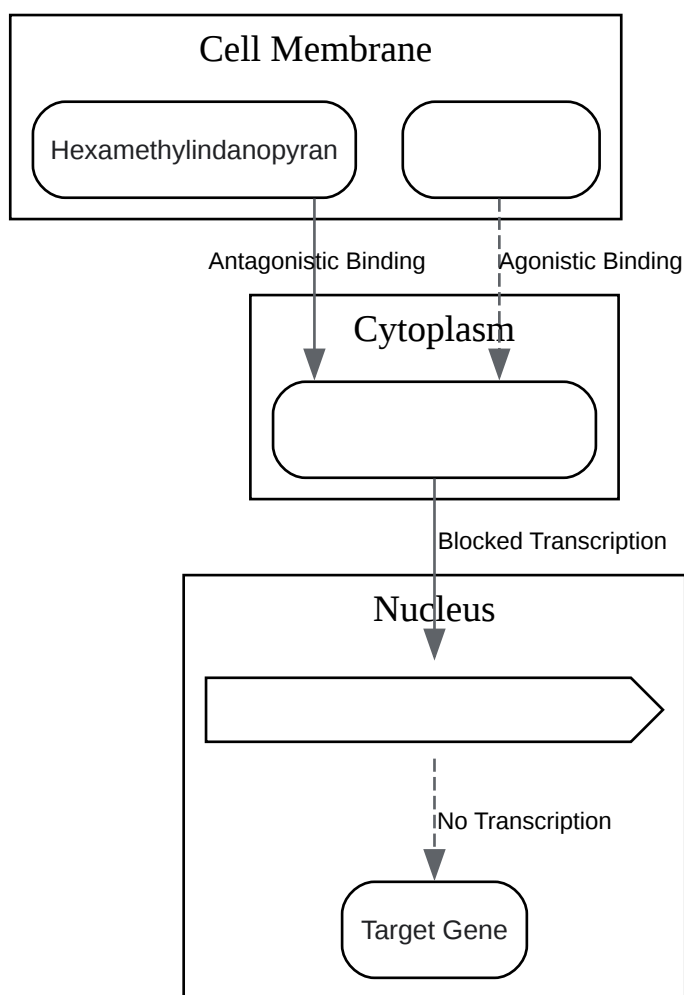 Cell Membrane
Hexamethylindanopyran
Antagonistic Binding
Agonistic Binding
Cytoplasm
Blocked Transcription
Nucleus
No Transcription
Target Gene